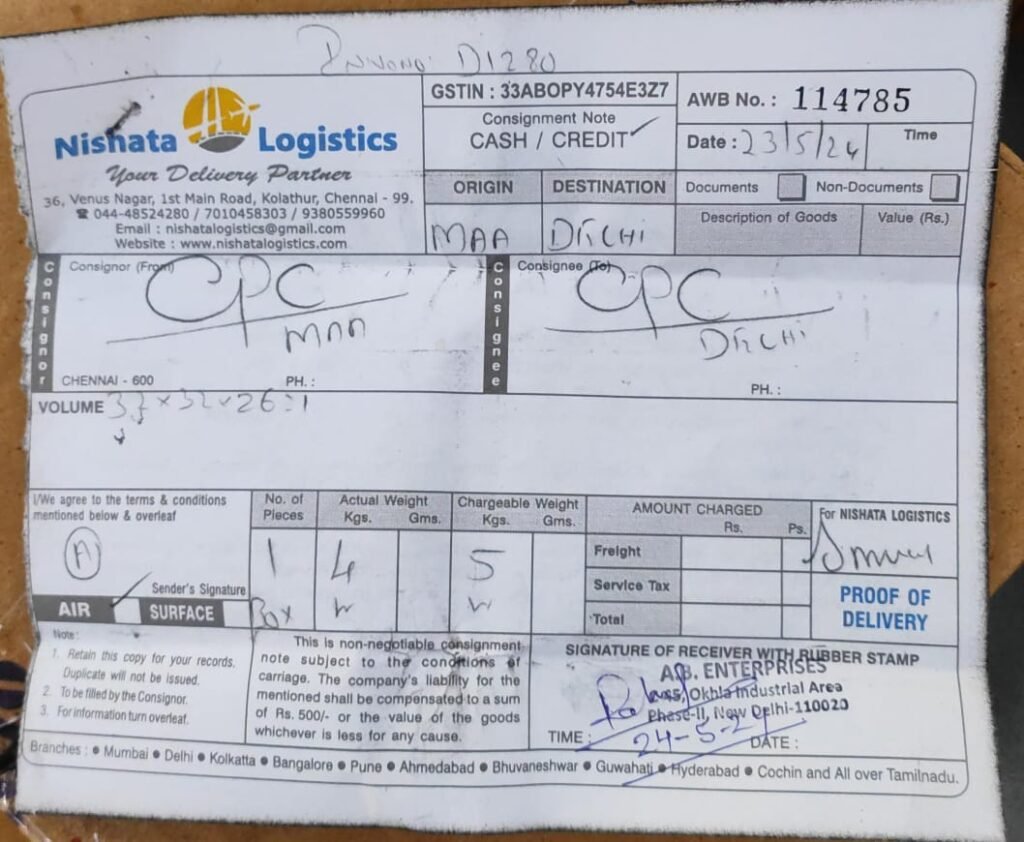 D1280
Nishata Logistics
Your Delivery Partner
36, Venus Nagar, 1st Main Road, Kolathur, Chennai - 99.
☎ 044-48524280 / 7010458303 / 9380559960
Email : nishatalogistics@gmail.com
Website : www.nishatalogistics.com
GSTIN : 33ABOPY4754E3Z7
Consignment Note
CASH / CREDIT ✓
AWB No. : 114785
Date : 23/5/24 Time
ORIGIN DESTINATION
MAA DELHI
Documents Non-Documents
Description of Goods Value (Rs.)
Consignor
Consignor (From)
CPC
MAA
CHENNAI - 600 PH. :
Consignee
Consignee (To)
CPC
DELHI
PH. :
VOLUME 37 × 32 × 26 = 1
I/We agree to the terms & conditions
mentioned below & overleaf
A
Sender's Signature
AIR ✓ SURFACE
No. of
Pieces
1
Box
Actual Weight
Kgs. Gms.
4
Chargeable Weight
Kgs. Gms.
5
AMOUNT CHARGED
Rs. Ps.
Freight
Service Tax
Total
For NISHATA LOGISTICS
PROOF OF
DELIVERY
Note :
1. Retain this copy for your records.
Duplicate will not be issued.
2. To be filled by the Consignor.
3. For information turn overleaf.
This is non-negotiable consignment
note subject to the conditions of
carriage. The company's liability for the
mentioned shall be compensated to a sum
of Rs. 500/- or the value of the goods
whichever is less for any cause.
SIGNATURE OF RECEIVER WITH RUBBER STAMP
ENTERPRISES
Okhla Industrial Area
Phase-II, New Delhi-110020
24-5-24
TIME : DATE :
Branches : ● Mumbai ● Delhi ● Kolkatta ● Bangalore ● Pune ● Ahmedabad ● Bhuvaneshwar ● Guwahati ● Hyderabad ● Cochin and All over Tamilnadu.